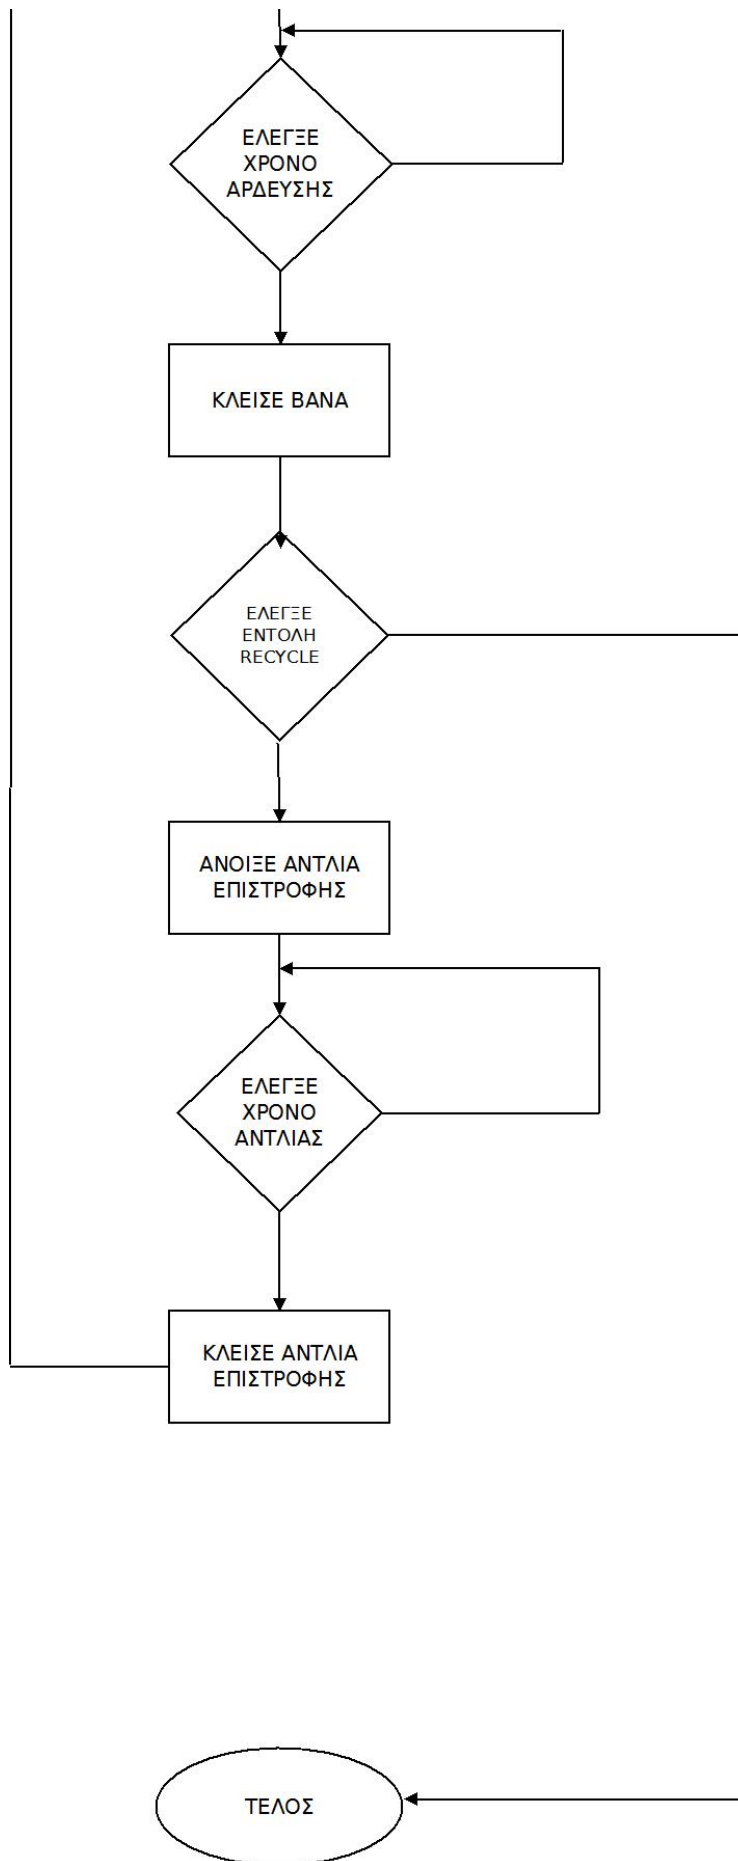 ΕΛΕΓΞΕ
ΧΡΟΝΟ
ΑΡΔΕΥΣΗΣ
ΚΛΕΙΣΕ ΒΑΝΑ
ΕΛΕΓΞΕ
ΕΝΤΟΛΗ
RECYCLE
ΑΝΟΙΞΕ ΑΝΤΛΙΑ
ΕΠΙΣΤΡΟΦΗΣ
ΕΛΕΓΞΕ
ΧΡΟΝΟ
ΑΝΤΛΙΑΣ
ΚΛΕΙΣΕ ΑΝΤΛΙΑ
ΕΠΙΣΤΡΟΦΗΣ
ΤΕΛΟΣ